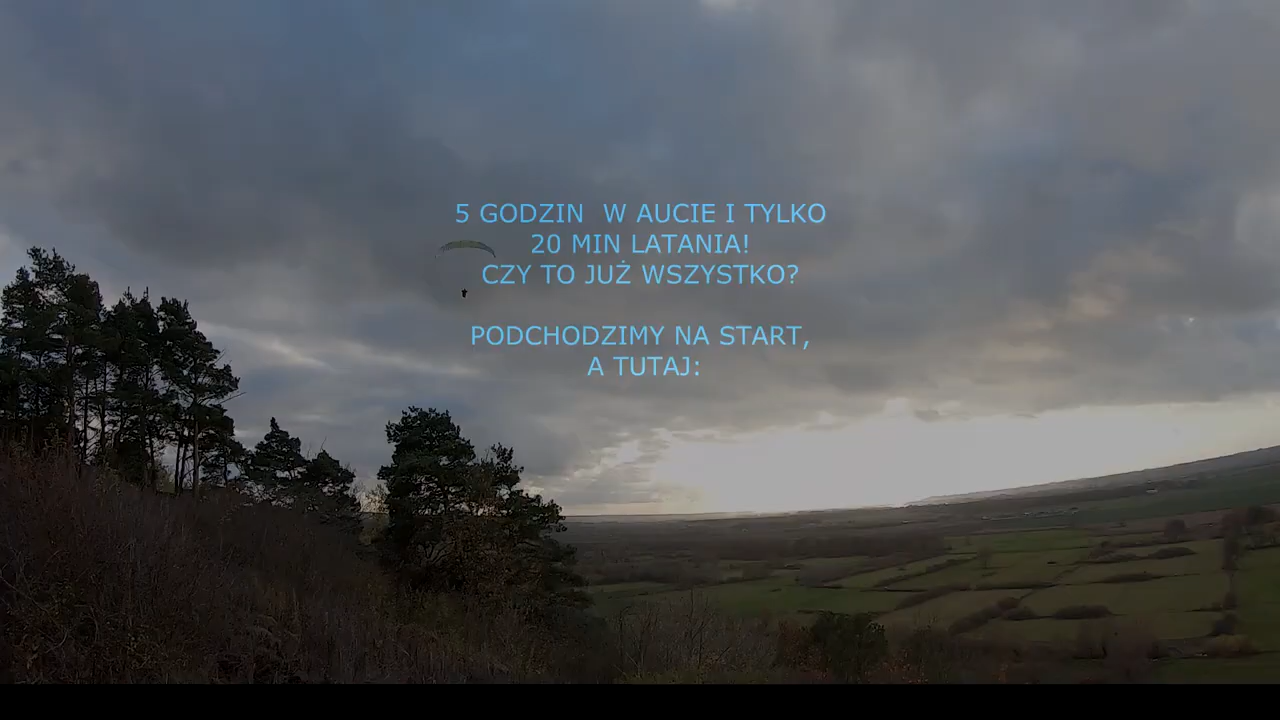 5 GODZIN  W AUCIE I TYLKO
20 MIN LATANIA!
CZY TO JUŻ WSZYSTKO?
PODCHODZIMY NA START,
A TUTAJ: